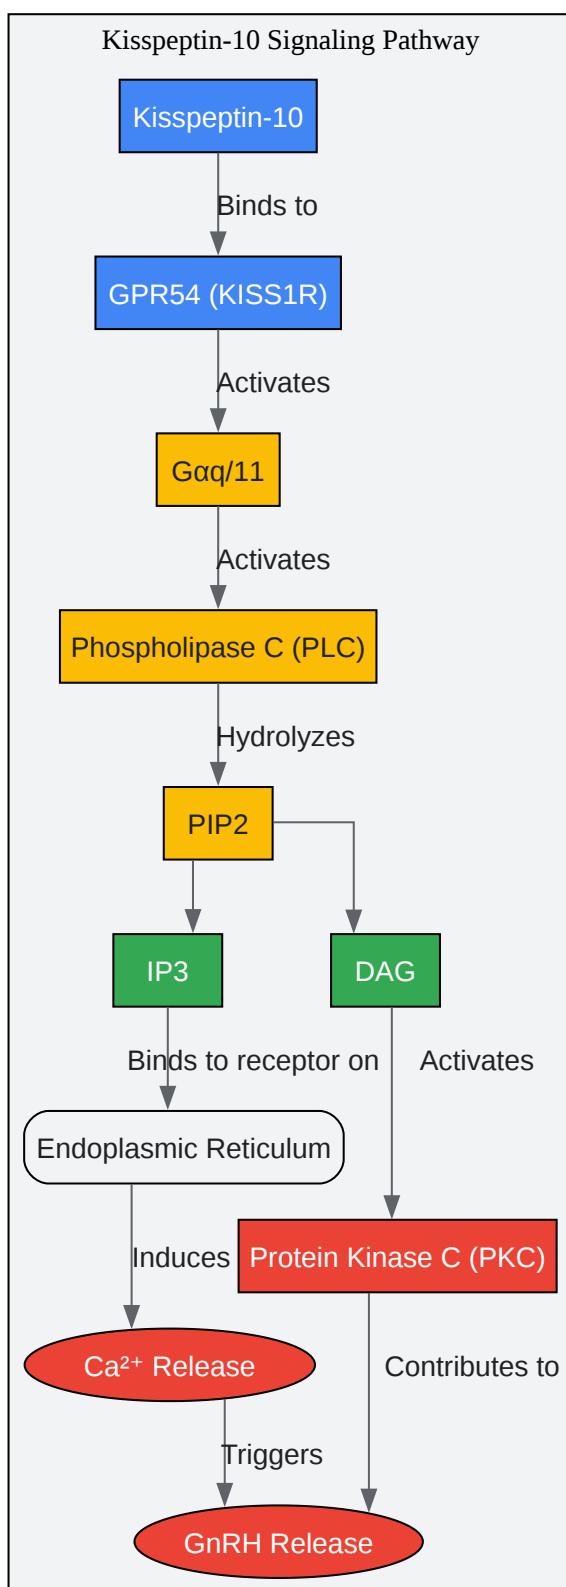 Kisspeptin-10 Signaling Pathway
Kisspeptin-10
Binds to
GPR54 (KISS1R)
Activates
Gαq/11
Activates
Phospholipase C (PLC)
Hydrolyzes
PIP2
IP3
DAG
Binds to receptor on
Activates
Endoplasmic Reticulum
Induces
Protein Kinase C (PKC)
Ca²⁺ Release
Contributes to
Triggers
GnRH Release